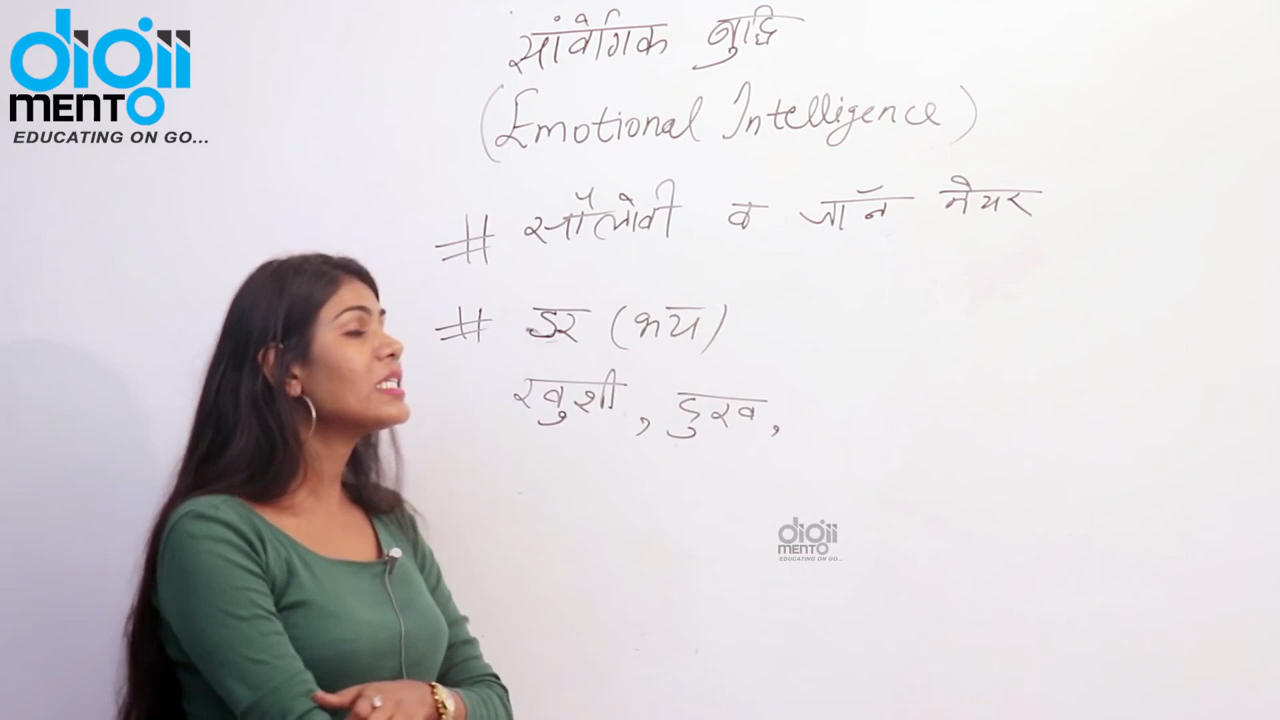 digii
MENTO
EDUCATING ON GO...
सांवेगिक बुद्धि
(Emotional Intelligence)
# सॉलोवी व जॉन मेयर
# डर (भय)
खुशी, दुख,
digii
MENTO
EDUCATING ON GO...